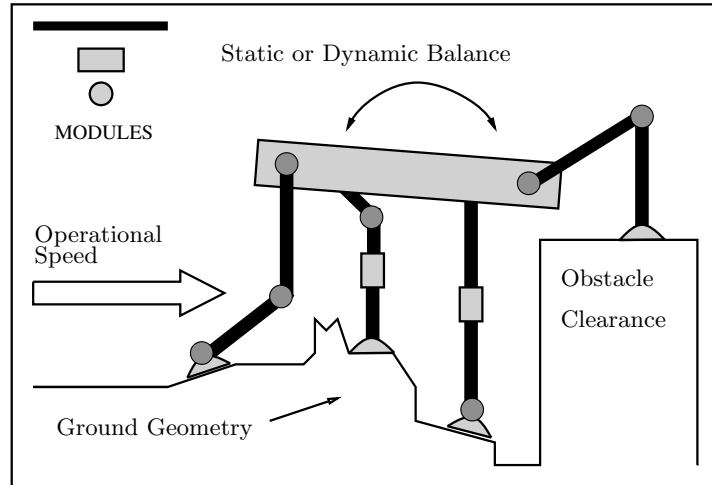 Static or Dynamic Balance
MODULES
Operational
Speed
Obstacle
Clearance
Ground Geometry